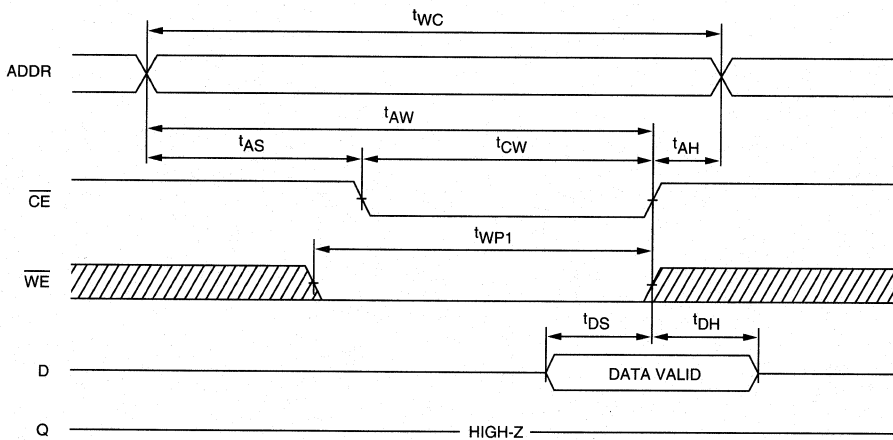 tWC
ADDR
tAW
tAS
tCW
tAH
CE
tWP1
WE
tDS
tDH
D
DATA VALID
Q
HIGH-Z